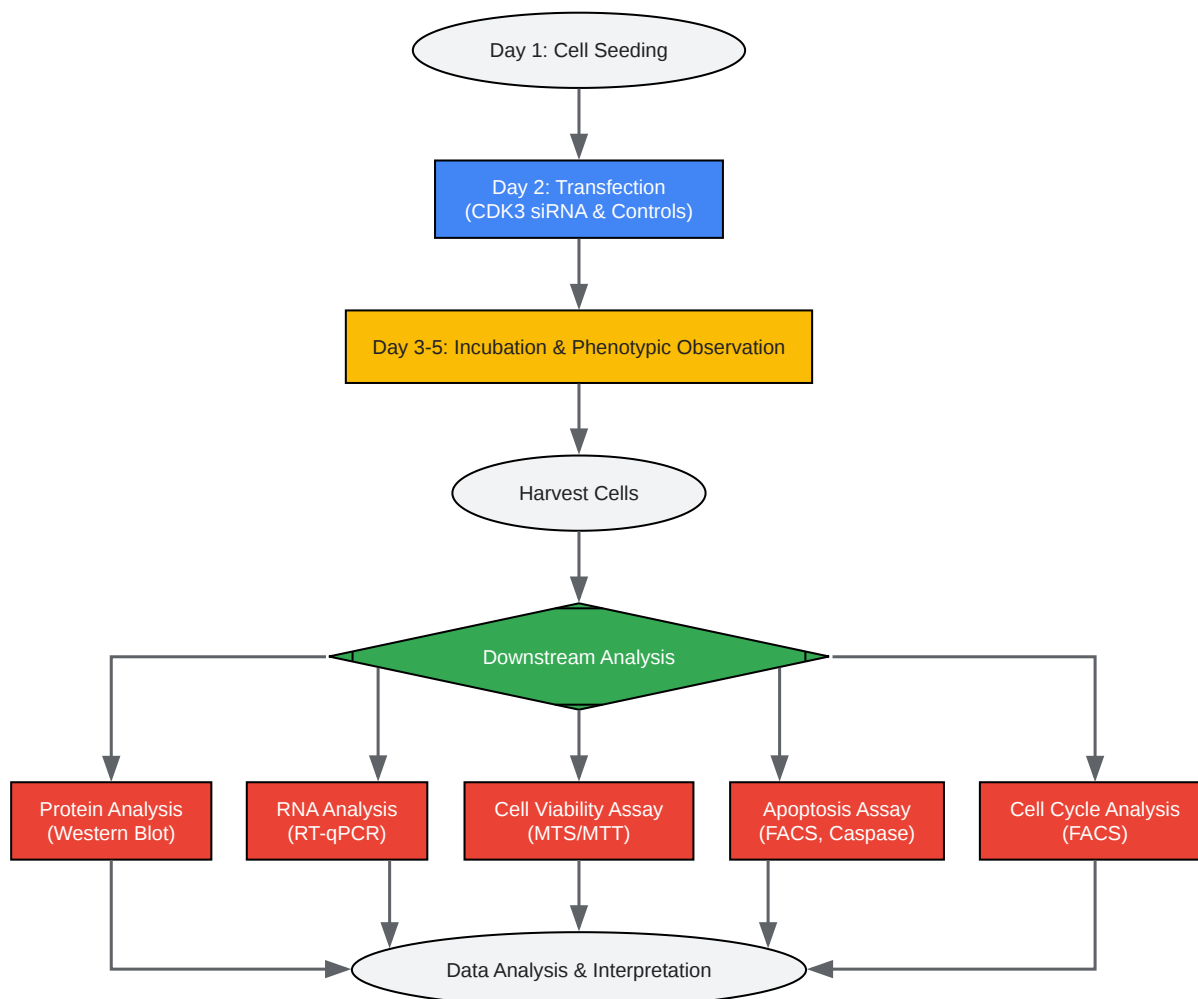 Day 1: Cell Seeding
Day 2: Transfection
(CDK3 siRNA & Controls)
Day 3-5: Incubation & Phenotypic Observation
Harvest Cells
Downstream Analysis
Protein Analysis
(Western Blot)
RNA Analysis
(RT-qPCR)
Cell Viability Assay
(MTS/MTT)
Apoptosis Assay
(FACS, Caspase)
Cell Cycle Analysis
(FACS)
Data Analysis & Interpretation